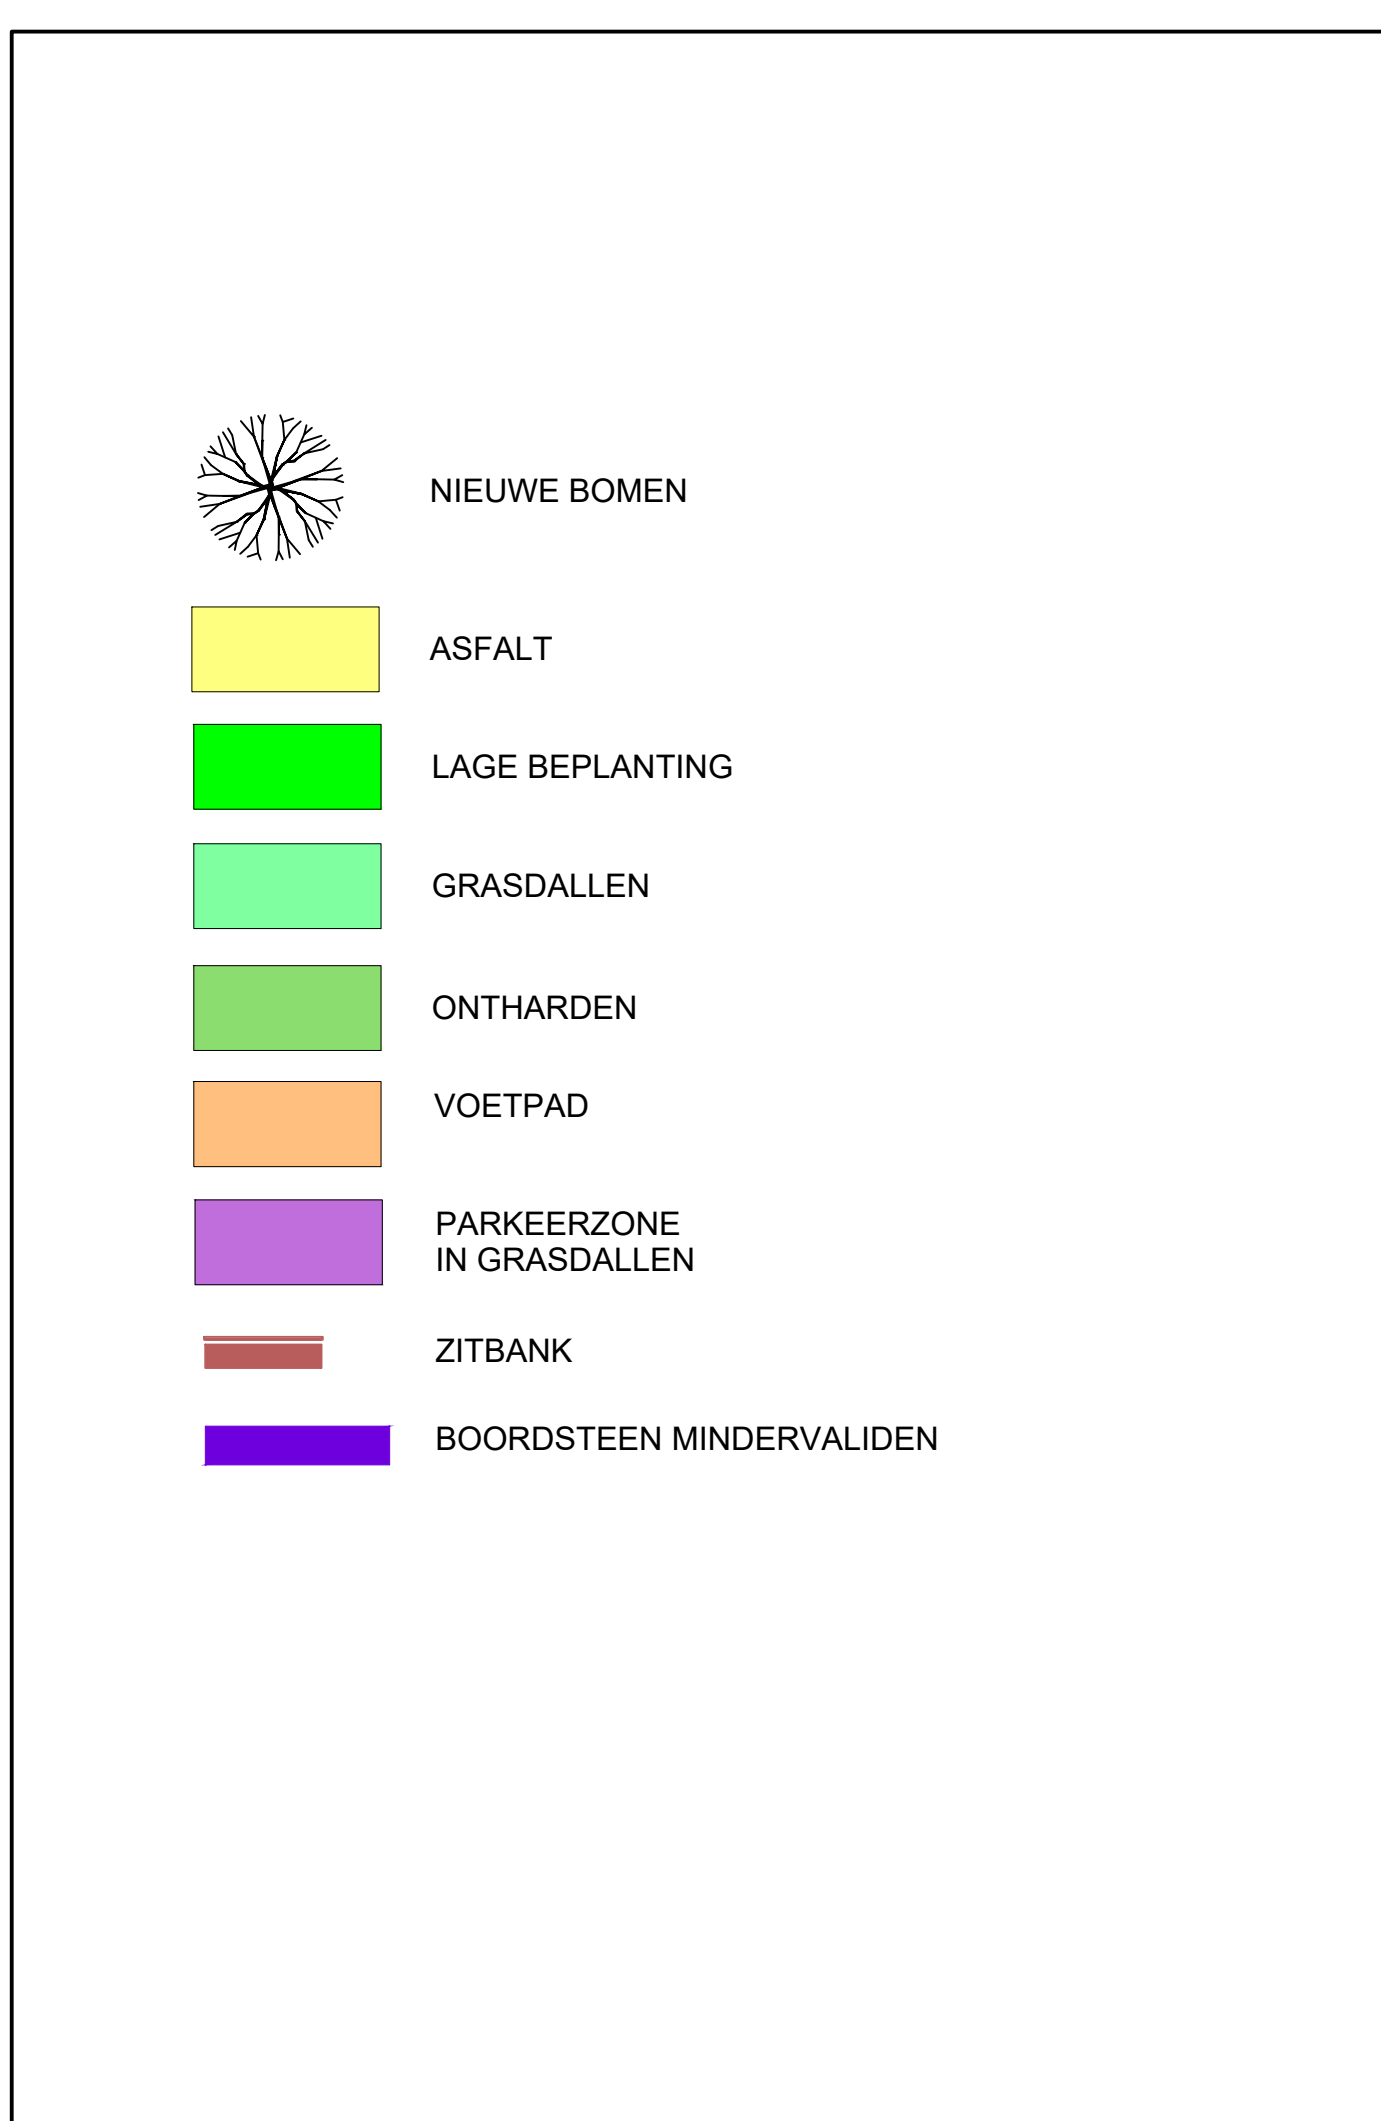 NIEUWE BOMEN
ASFALT
LAGE BEPLANTING
GRASDALLEN
ONTHARDEN
VOETPAD
PARKEERZONE
IN GRASDALLEN
ZITBANK
BOORDSTEEN MINDERVALIDEN